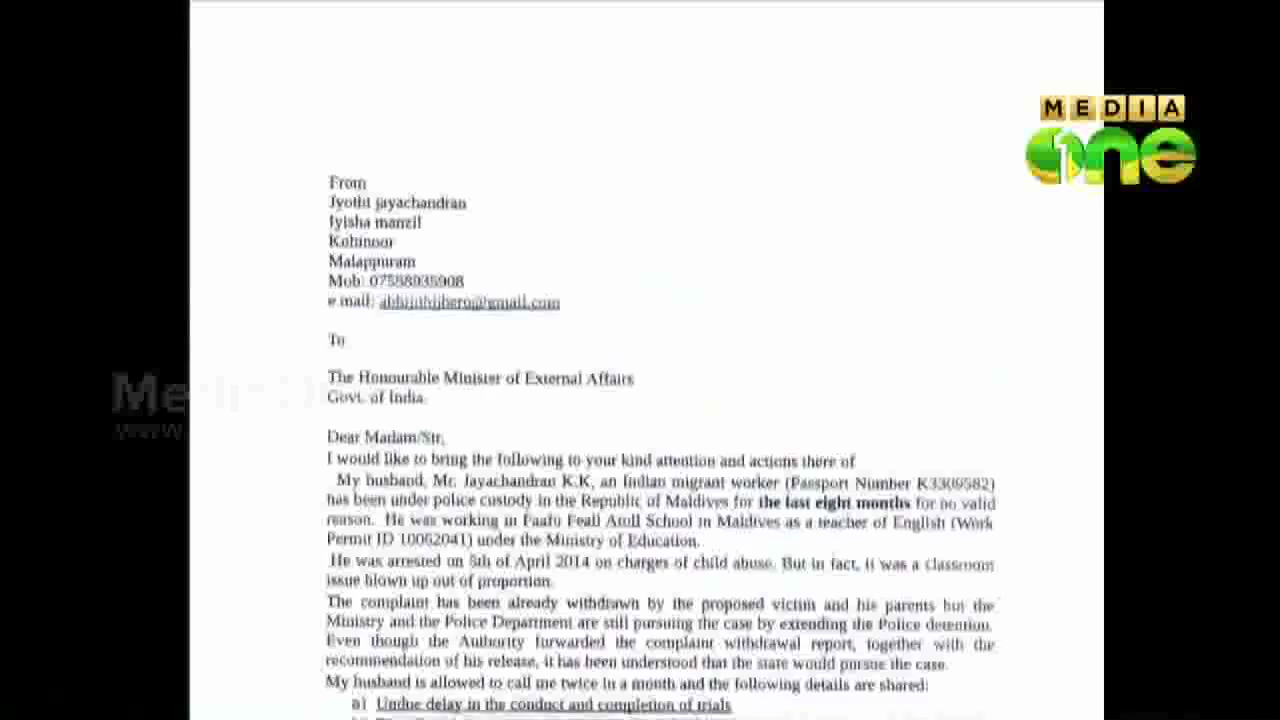 MEDIA
one
From
Jyothi jayachandran
Jyisha manzil
Kohinoor
Malappuram
Mob: 07558935908
e mail:
To
The Honourable Minister of External Affairs
Govt. of India.
Dear Madam/Sir,
I would like to bring the following to your kind attention and actions there of
My husband, Mr. Jayachandran K.K, an Indian migrant worker (Passport Number K3309582)
has been under police custody in the Republic of Maldives for the last eight months for no valid
reason. He was working in Faafu Feali Atoll School in Maldives as a teacher of English (Work
Permit ID 10062041) under the Ministry of Education.
He was arrested on 5th of April 2014 on charges of child abuse. But in fact, it was a classroom
issue blown up out of proportion.
The complaint has been already withdrawn by the proposed victim and his parents but the
Ministry and the Police Department are still pursuing the case by extending the Police detention.
Even though the Authority forwarded the complaint withdrawal report, together with the
recommendation of his release, it has been understood that the state would pursue the case.
My husband is allowed to call me twice in a month and the following details are shared:
a) Undue delay in the conduct and completion of trials